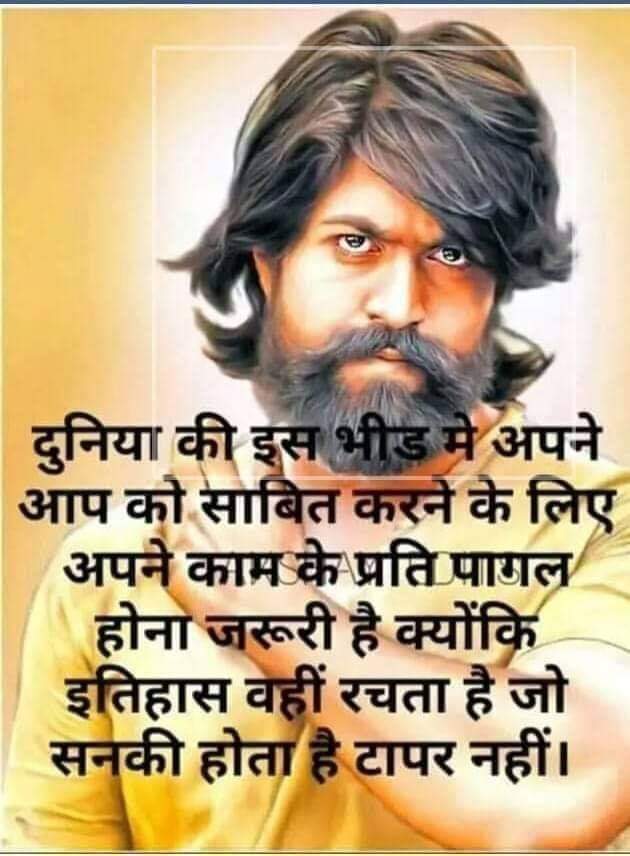 दुनिया की इस भीड मे अपने
आप को साबित करने के लिए
अपने काम के प्रति पागल
होना जरूरी है क्योंकि
इतिहास वहीं रचता है जो
सनकी होता है टापर नहीं।